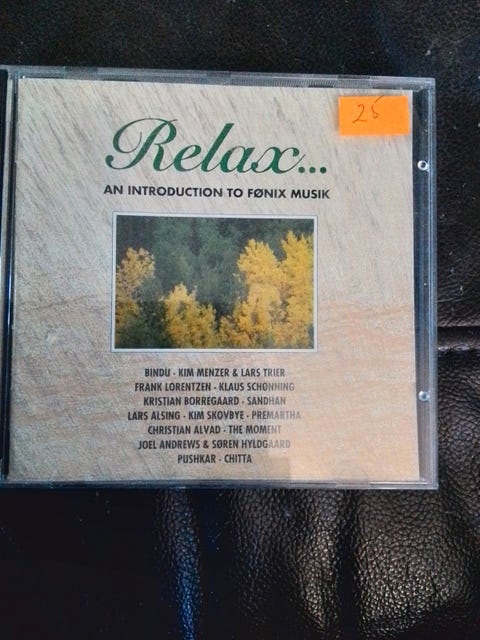 25
Relax...
AN INTRODUCTION TO FØNIX MUSIK
BINDU · KIM MENZER & LARS TRIER
FRANK LORENTZEN · KLAUS SCHØNNING
KRISTIAN BORREGAARD · SANDHAN
LARS ALSING · KIM SKOVBYE · PREMARTHA
CHRISTIAN ALVAD · THE MOMENT
JOEL ANDREWS & SØREN HYLDGAARD
PUSHKAR · CHITTA